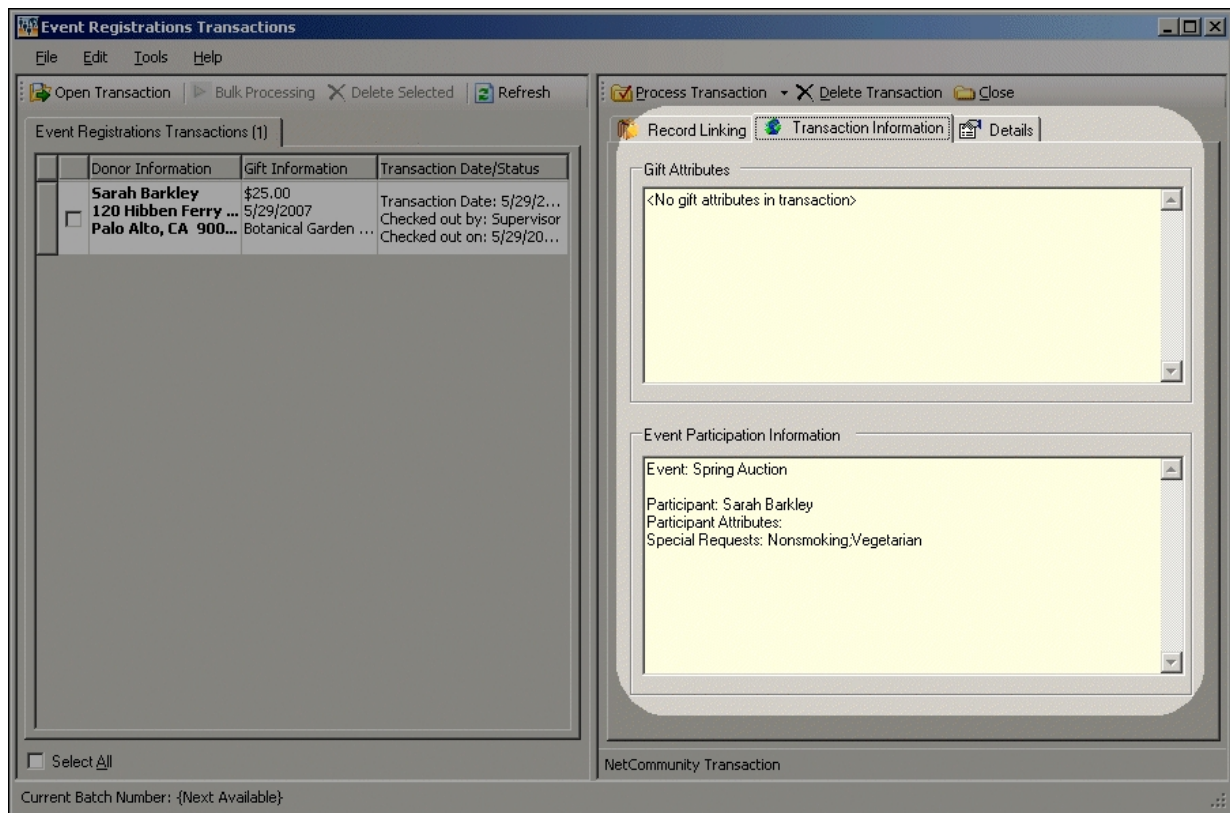 Event Registrations Transactions
File Edit Tools Help
Open Transaction Bulk Processing Delete Selected Refresh
Event Registrations Transactions (1)
Donor Information Gift Information Transaction Date/Status
Sarah Barkley $25.00 Transaction Date: 5/29/2...
120 Hibben Ferry ... 5/29/2007 Checked out by: Supervisor
Palo Alto, CA 900... Botanical Garden ... Checked out on: 5/29/20...
Select All
Process Transaction Delete Transaction Close
Record Linking Transaction Information Details
Gift Attributes
<No gift attributes in transaction>
Event Participation Information
Event: Spring Auction
Participant: Sarah Barkley
Participant Attributes:
Special Requests: Nonsmoking;Vegetarian
NetCommunity Transaction
Current Batch Number: {Next Available}